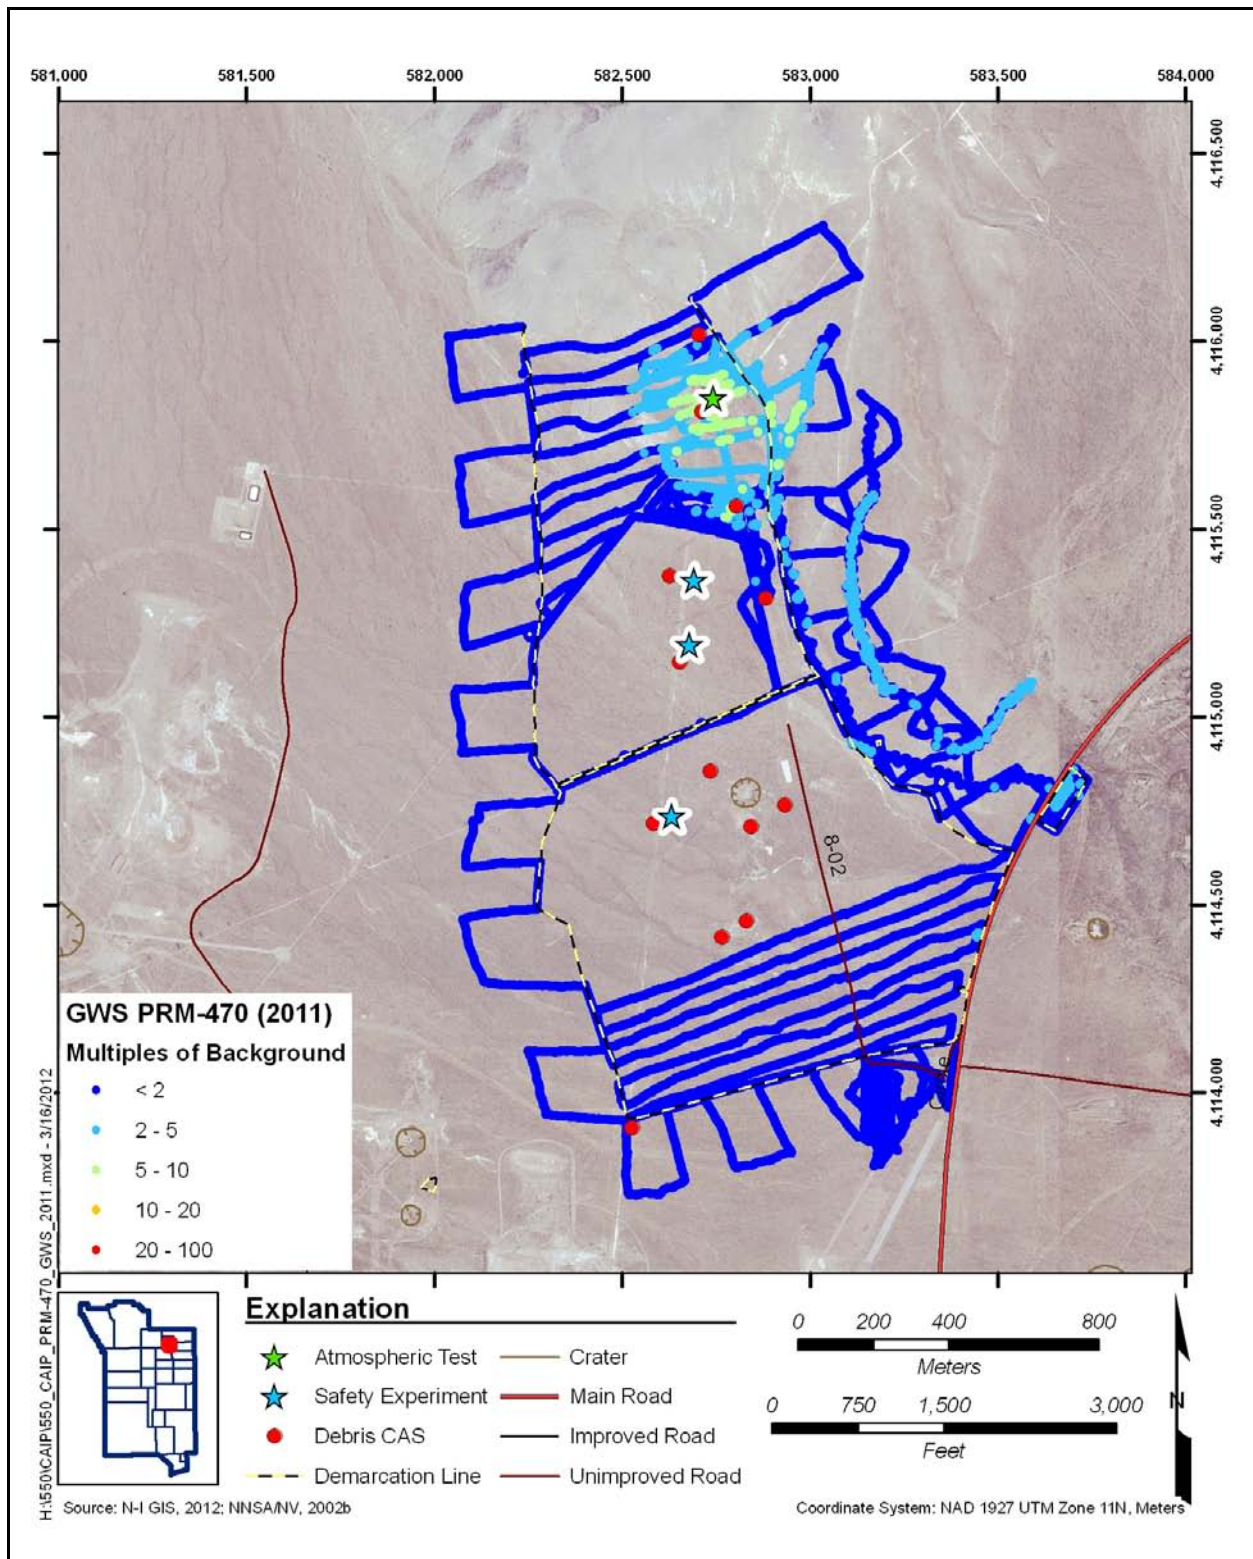 581,000 581,500 582,000 582,500 583,000 583,500 584,000
4,116,500
4,116,000
4,115,500
4,115,000
4,114,500
4,114,000
8-02
GWS PRM-470 (2011)
Multiples of Background
< 2
2 - 5
5 - 10
10 - 20
20 - 100
H:\550\CAIP\550_CAIP_PRM-470_GWS_2011.mxd - 3/16/2012
Explanation
Atmospheric Test
Safety Experiment
Debris CAS
Demarcation Line
Crater
Main Road
Improved Road
Unimproved Road
0 200 400 800
Meters
0 750 1,500 3,000
Feet
N
Source: N-I GIS, 2012; NNSA/NV, 2002b
Coordinate System: NAD 1927 UTM Zone 11N, Meters